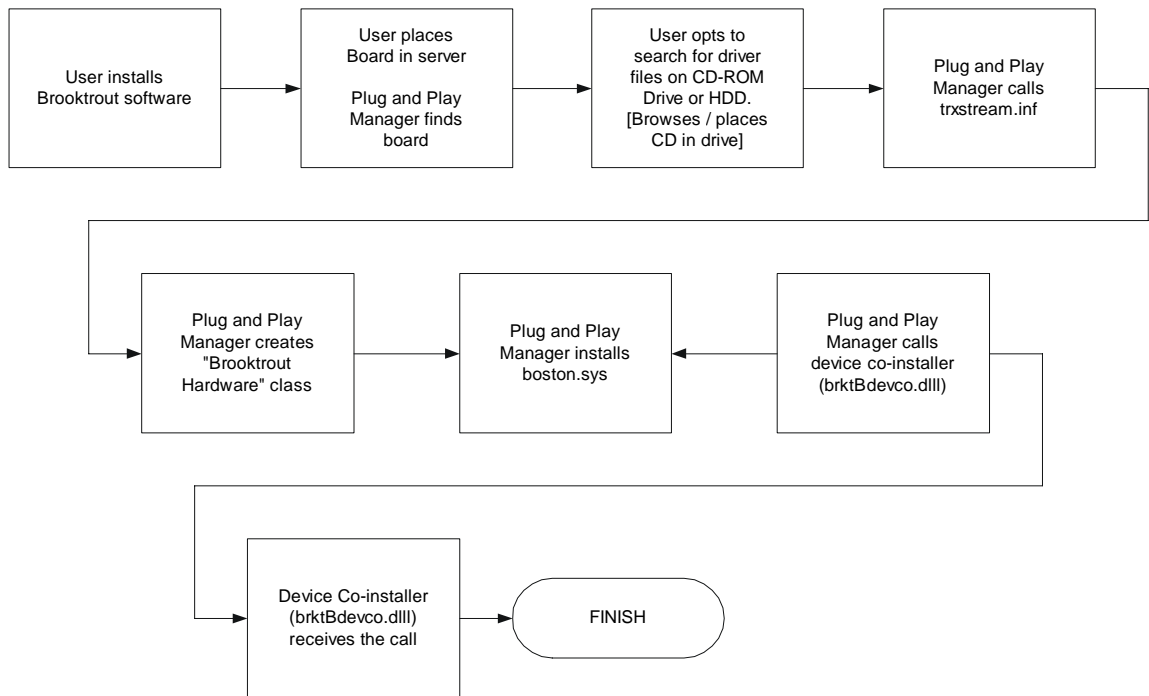 User installs
Brooktrout software
User places
Board in server
Plug and Play
Manager finds
board
User opts to
search for driver
files on CD-ROM
Drive or HDD.
[Browses / places
CD in drive]
Plug and Play
Manager calls
trxstream.inf
Plug and Play
Manager creates
"Brooktrout
Hardware" class
Plug and Play
Manager installs
boston.sys
Plug and Play
Manager calls
device co-installer
(brktBdevco.dlll)
Device Co-installer
(brktBdevco.dlll)
receives the call
FINISH